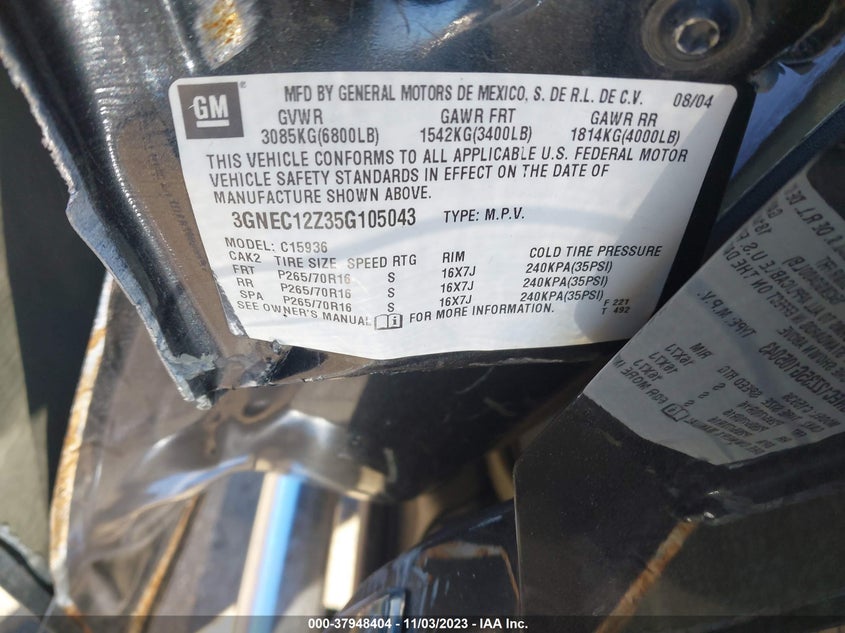 GM
MFD BY GENERAL MOTORS DE MEXICO, S. DE R.L. DE C.V. 08/04
GVWR GAWR FRT GAWR RR
3085KG(6800LB) 1542KG(3400LB) 1814KG(4000LB)
THIS VEHICLE CONFORMS TO ALL APPLICABLE U.S. FEDERAL MOTOR
VEHICLE SAFETY STANDARDS IN EFFECT ON THE DATE OF
MANUFACTURE SHOWN ABOVE.
3GNEC12Z35G105043 TYPE: M.P.V.
MODEL: C15936
CAK2 TIRE SIZE SPEED RTG RIM COLD TIRE PRESSURE
FRT P265/70R16 S 16X7J 240KPA(35PSI)
RR P265/70R16 S 16X7J 240KPA(35PSI)
SPA P265/70R16 S 16X7J 240KPA(35PSI)
SEE OWNER'S MANUAL FOR MORE INFORMATION.
F 221
T 492
000-37948404 - 11/03/2023 - IAA Inc.